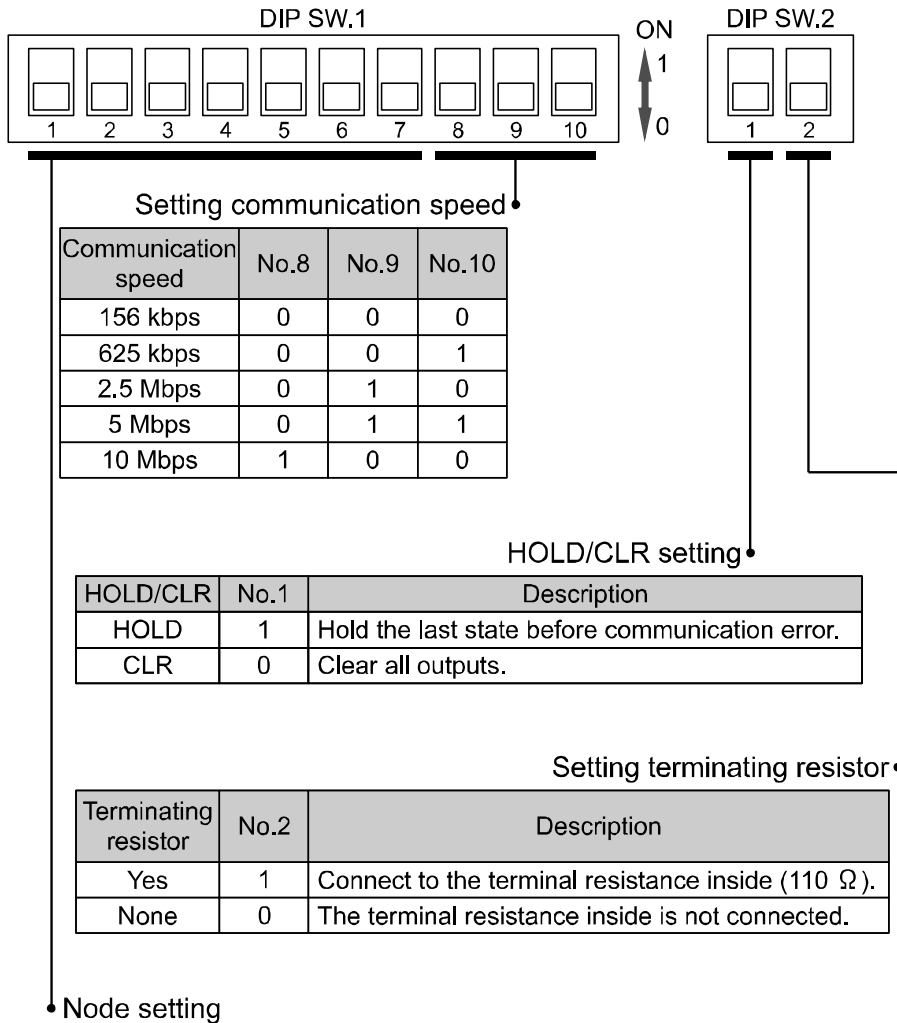 DIP SW.1
DIP SW.2
ON
1
0
1 2 3 4 5 6 7 8 9 10
1 2
Setting communication speed
Communication speed No.8 No.9 No.10
156 kbps 0 0 0
625 kbps 0 0 1
2.5 Mbps 0 1 0
5 Mbps 0 1 1
10 Mbps 1 0 0
HOLD/CLR setting
HOLD/CLR No.1 Description
HOLD 1 Hold the last state before communication error.
CLR 0 Clear all outputs.
Setting terminating resistor
Terminating resistor No.2 Description
Yes 1 Connect to the terminal resistance inside (110 Ω).
None 0 The terminal resistance inside is not connected.
Node setting